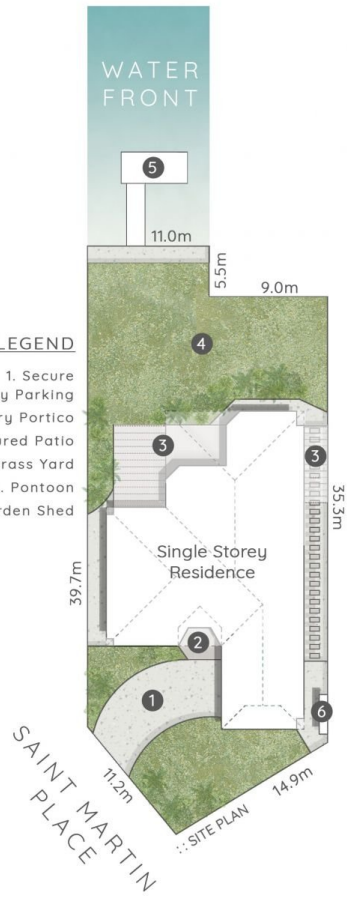 WATER
FRONT
5
11.0m
5.5m
9.0m
4
LEGEND
1. Secure
y Parking
ry Portico
ured Patio
rass Yard
. Pontoon
rden Shed
3
3
35.3m
Single Storey
Residence
39.7m
2
1
6
11.2m
14.9m
SAINT MARTIN
PLACE
:: SITE PLAN